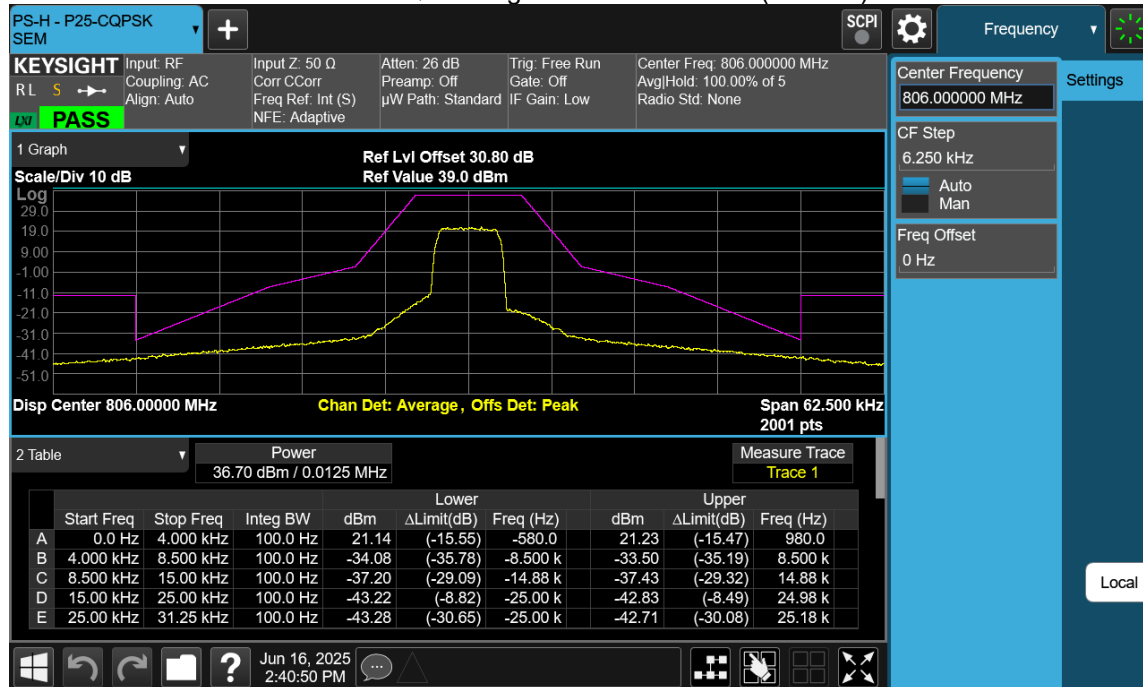 PS-H - P25-CQPSK
SEM
SCPI
Frequency
KEYSIGHT
R L S
LXI PASS
Input: RF
Coupling: AC
Align: Auto
Input Z: 50 Ω
Corr CCorr
Freq Ref: Int (S)
NFE: Adaptive
Atten: 26 dB
Preamp: Off
µW Path: Standard
Trig: Free Run
Gate: Off
IF Gain: Low
Center Freq: 806.000000 MHz
Avg|Hold: 100.00% of 5
Radio Std: None
Center Frequency
806.000000 MHz
Settings
CF Step
6.250 kHz
Auto
Man
Freq Offset
0 Hz
Local
1 Graph
Scale/Div 10 dB
Ref Lvl Offset 30.80 dB
Ref Value 39.0 dBm
Log
29.0
19.0
9.00
-1.00
-11.0
-21.0
-31.0
-41.0
-51.0
Disp Center 806.00000 MHz
Chan Det: Average, Offs Det: Peak
Span 62.500 kHz
2001 pts
2 Table
Power
36.70 dBm / 0.0125 MHz
Measure Trace
Trace 1
Lower Upper
Start Freq Stop Freq Integ BW dBm ΔLimit(dB) Freq (Hz) dBm ΔLimit(dB) Freq (Hz)
A 0.0 Hz 4.000 kHz 100.0 Hz 21.14 (-15.55) -580.0 21.23 (-15.47) 980.0
B 4.000 kHz 8.500 kHz 100.0 Hz -34.08 (-35.78) -8.500 k -33.50 (-35.19) 8.500 k
C 8.500 kHz 15.00 kHz 100.0 Hz -37.20 (-29.09) -14.88 k -37.43 (-29.32) 14.88 k
D 15.00 kHz 25.00 kHz 100.0 Hz -43.22 (-8.82) -25.00 k -42.83 (-8.49) 24.98 k
E 25.00 kHz 31.25 kHz 100.0 Hz -43.28 (-30.65) -25.00 k -42.71 (-30.08) 25.18 k
?
Jun 16, 2025
2:40:50 PM